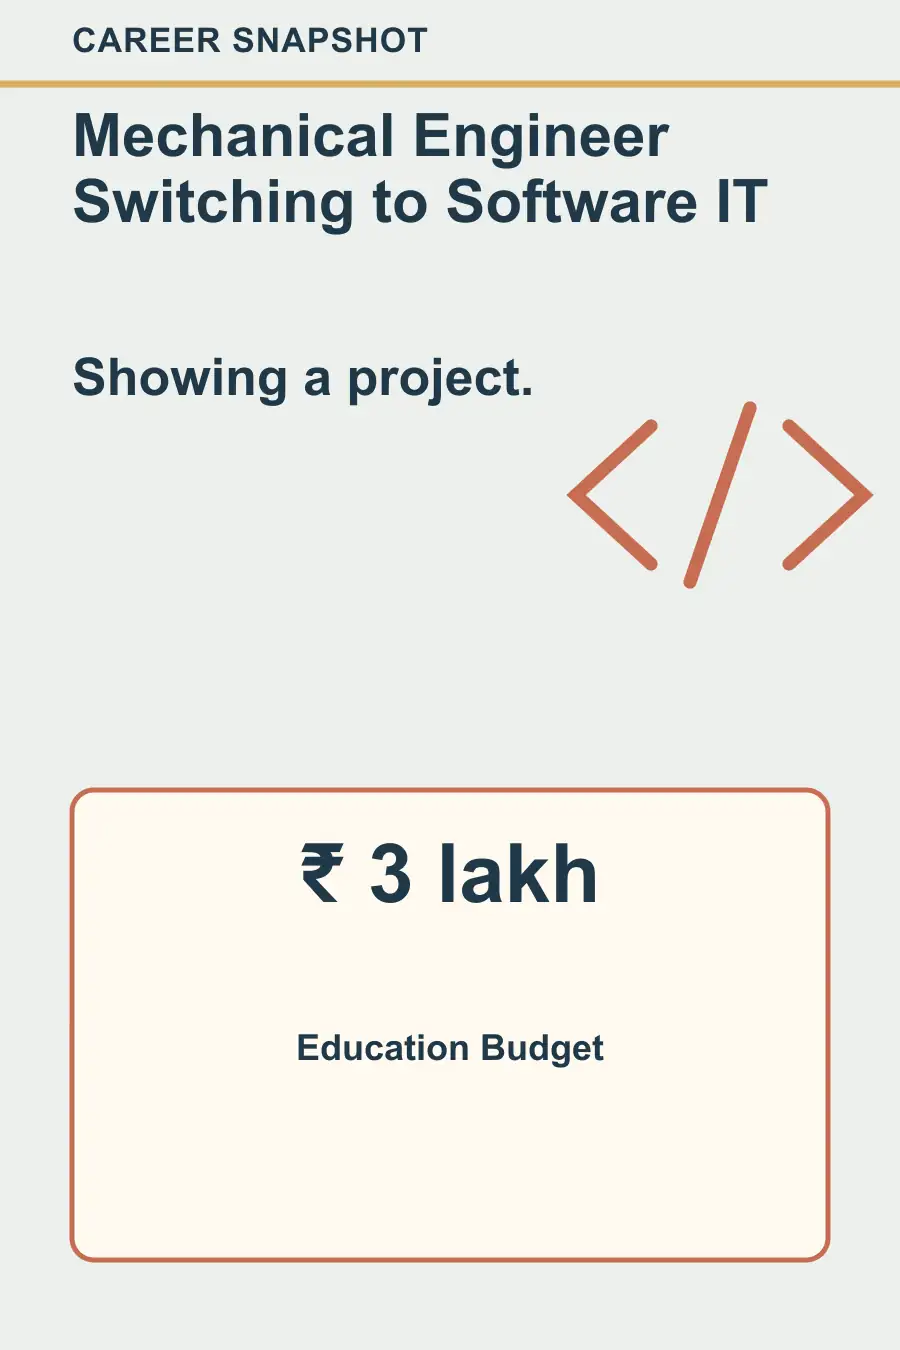 CAREER SNAPSHOT
Mechanical Engineer
Switching to Software IT
Showing a project.
</>
₹ 3 lakh
Education Budget